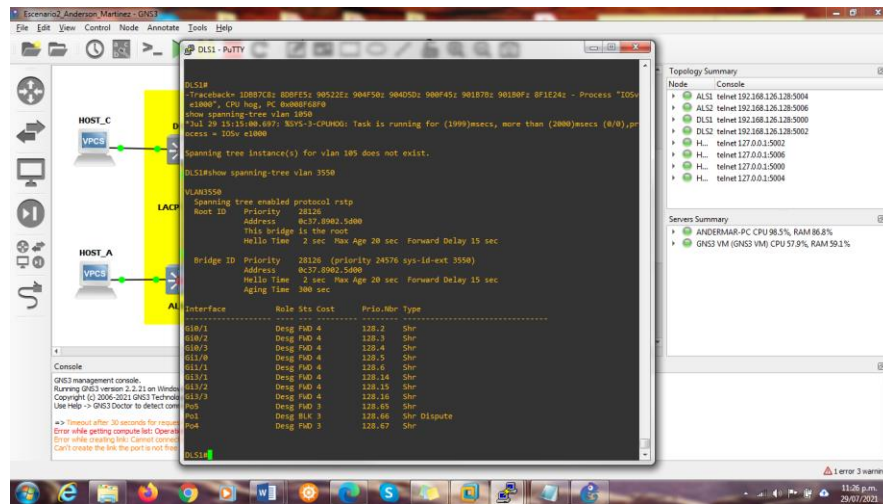 Escenario2_Anderson_Martinez - GNS3
File Edit View Control Node Annotate Tools Help
DLS1 - PuTTY
DLS1#
-Traceback= 1DBB7C8z 8D8FE5z 90522Ez 904F50z 904D5Dz 900F45z 901B7Bz 90180Fz 8F1E24z - Process "IOSv
e1000", CPU hog, PC 0x008F68F0
show spanning-tree vlan 1050
*Jul 29 15:15:00.697: %SYS-3-CPUHOG: Task is running for (1999)msecs, more than (2000)msecs (0/0),pr
ocess = IOSv e1000
Spanning tree instance(s) for vlan 105 does not exist.
DLS1#show spanning-tree vlan 3550
VLAN3550
Spanning tree enabled protocol rstp
Root ID Priority 28126
Address 0c37.8902.5d00
This bridge is the root
Hello Time 2 sec Max Age 20 sec Forward Delay 15 sec
Bridge ID Priority 28126 (priority 24576 sys-id-ext 3550)
Address 0c37.8902.5d00
Hello Time 2 sec Max Age 20 sec Forward Delay 15 sec
Aging Time 300 sec
Interface Role Sts Cost Prio.Nbr Type
Gi0/1 Desg FWD 4 128.2 Shr
Gi0/2 Desg FWD 4 128.3 Shr
Gi0/3 Desg FWD 4 128.4 Shr
Gi1/0 Desg FWD 4 128.5 Shr
Gi1/1 Desg FWD 4 128.6 Shr
Gi3/1 Desg FWD 4 128.14 Shr
Gi3/2 Desg FWD 4 128.15 Shr
Gi3/3 Desg FWD 4 128.16 Shr
Po5 Desg FWD 3 128.65 Shr
Po1 Desg BLK 3 128.66 Shr Dispute
Po4 Desg FWD 3 128.67 Shr
DLS1#
HOST_C
VPCS
D
LACP
HOST_A
VPCS
AL
Console
GNS3 management console.
Running GNS3 version 2.2.21 on Window
Copyright (c) 2006-2021 GNS3 Technolo
Use Help -> GNS3 Doctor to detect comm
=> Timeout after 30 seconds for reques
Error while getting compute list: Operati
Error while creating link: Cannot connect
Can't create the link the port is not free
Topology Summary
Node Console
ALS1 telnet 192.168.126.128:5004
ALS2 telnet 192.168.126.128:5006
DLS1 telnet 192.168.126.128:5000
DLS2 telnet 192.168.126.128:5002
H... telnet 127.0.0.1:5002
H... telnet 127.0.0.1:5006
H... telnet 127.0.0.1:5000
H... telnet 127.0.0.1:5004
Servers Summary
ANDERMAR-PC CPU 98.5%, RAM 86.8%
GNS3 VM (GNS3 VM) CPU 57.9%, RAM 59.1%
1 error 3 warnin
11:26 p.m.
29/07/2021